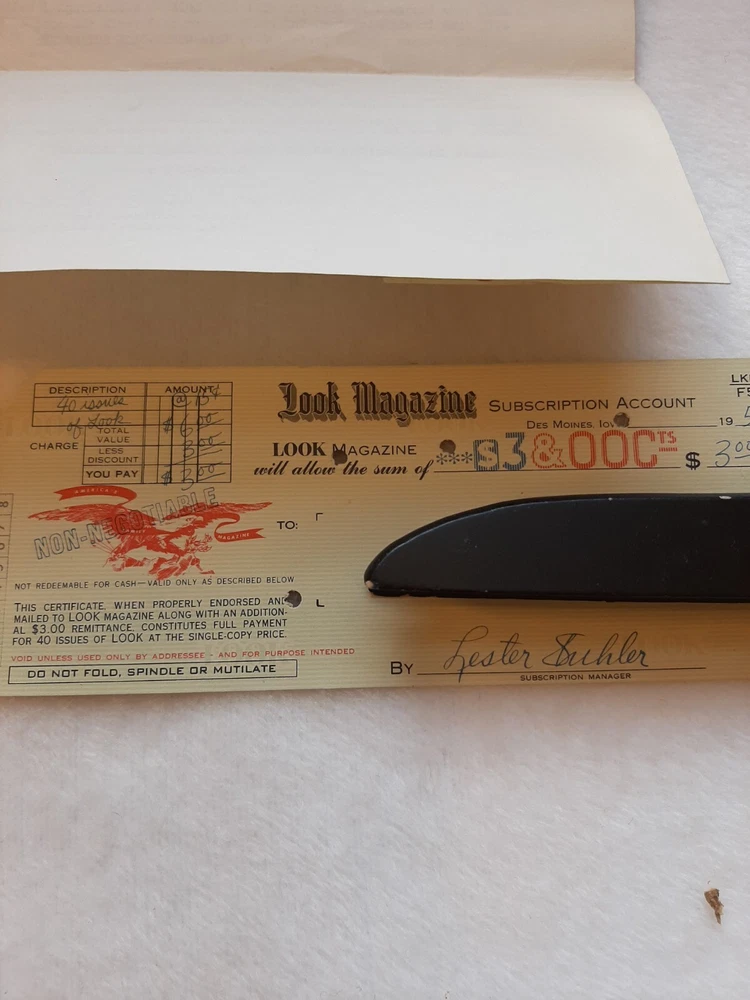 DESCRIPTION AMOUNT
40 issues @ 15¢
of Look
CHARGE
TOTAL VALUE $ 6 00
LESS DISCOUNT 3 00
YOU PAY $ 3 00
Look Magazine SUBSCRIPTION ACCOUNT
DES MOINES, IOWA
LK
F
19
LOOK MAGAZINE
will allow the sum of ***$3&00CTS $ 3 00
AMERICA'S
NON-NEGOTIABLE
MAGAZINE
TO:
NOT REDEEMABLE FOR CASH—VALID ONLY AS DESCRIBED BELOW
THIS CERTIFICATE, WHEN PROPERLY ENDORSED AND
MAILED TO LOOK MAGAZINE ALONG WITH AN ADDITION-
AL $3.00 REMITTANCE, CONSTITUTES FULL PAYMENT
FOR 40 ISSUES OF LOOK AT THE SINGLE-COPY PRICE.
VOID UNLESS USED ONLY BY ADDRESSEE - AND FOR PURPOSE INTENDED
DO NOT FOLD, SPINDLE OR MUTILATE
BY Lester Suhler
SUBSCRIPTION MANAGER